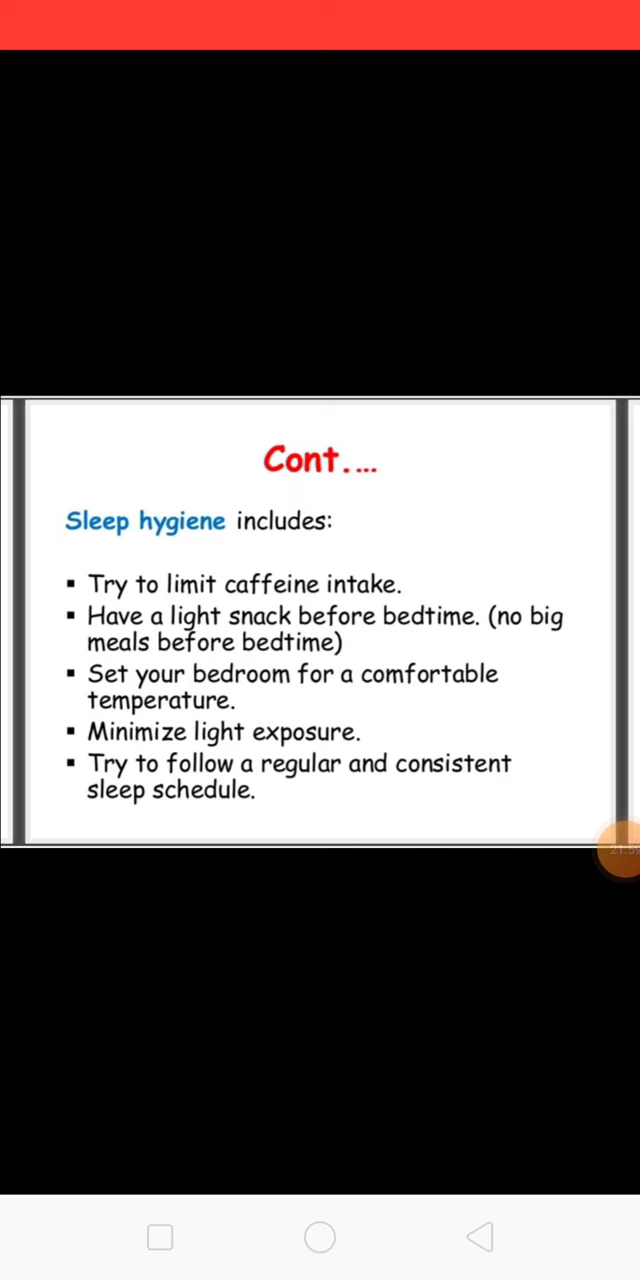 Cont....
Sleep hygiene includes:
▪ Try to limit caffeine intake.
▪ Have a light snack before bedtime. (no big
meals before bedtime)
▪ Set your bedroom for a comfortable
temperature.
▪ Minimize light exposure.
▪ Try to follow a regular and consistent
sleep schedule.